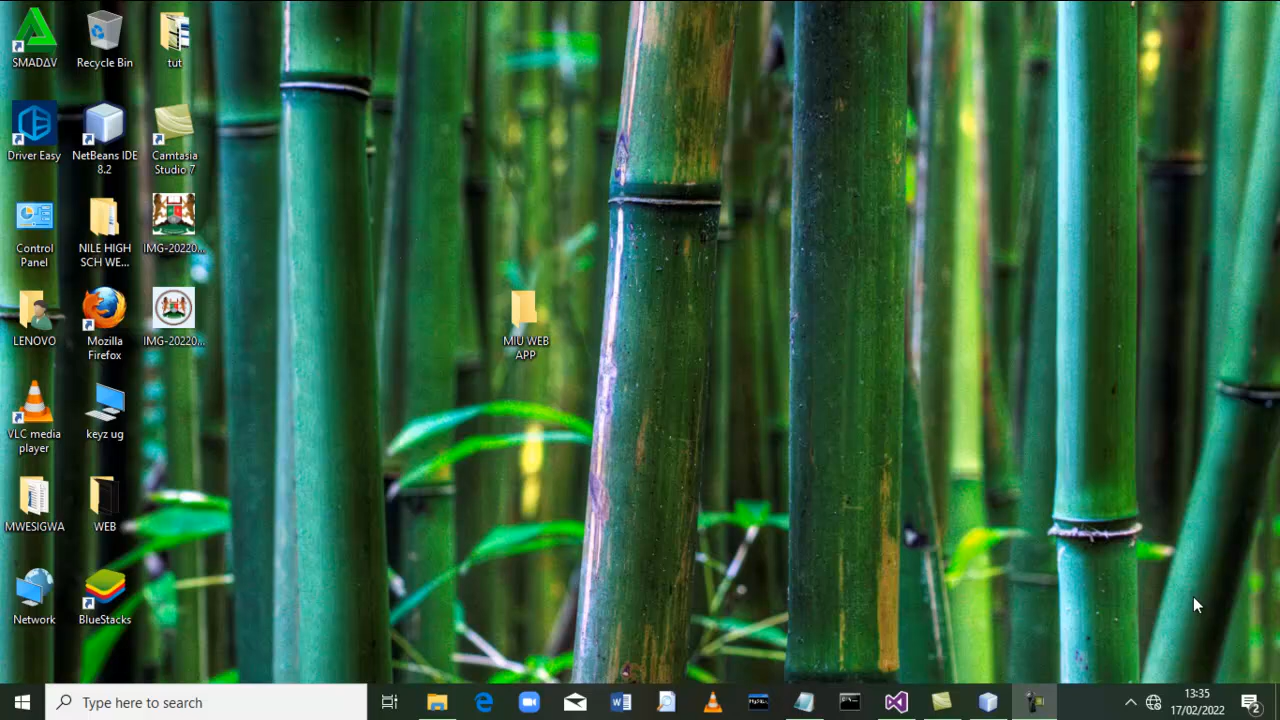 SMADΔV
Recycle Bin
tut
Driver Easy
NetBeans IDE
8.2
Camtasia
Studio 7
Control
Panel
NILE HIGH
SCH WE...
IMG-20220...
LENOVO
Mozilla
Firefox
IMG-20220...
MIU WEB
APP
VLC media
player
keyz ug
MWESIGWA
WEB
Network
BlueStacks
Type here to search
13:35
17/02/2022
2